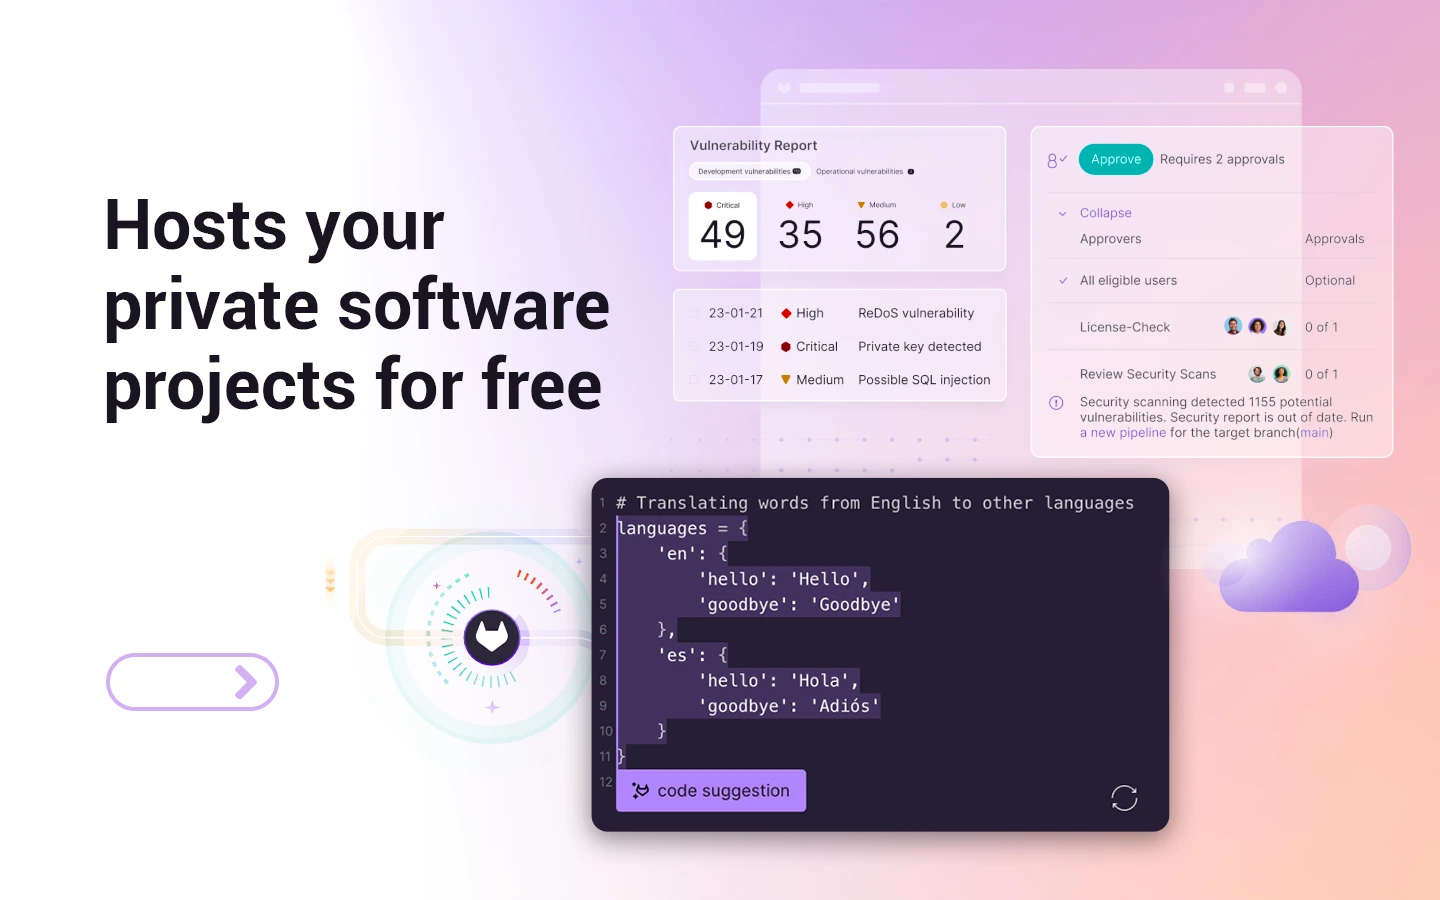 Hosts your
private software
projects for free
Vulnerability Report
Development vulnerabilities
Operational vulnerabilities
Critical
High
Medium
Low
49
35
56
2
23-01-21 High ReDoS vulnerability
23-01-19 Critical Private key detected
23-01-17 Medium Possible SQL injection
Approve Requires 2 approvals
Collapse
Approvers Approvals
All eligible users Optional
License-Check 0 of 1
Review Security Scans 0 of 1
Security scanning detected 1155 potential
vulnerabilities. Security report is out of date. Run
a new pipeline for the target branch(main)
1 # Translating words from English to other languages
2 languages = {
3 'en': {
4 'hello': 'Hello',
5 'goodbye': 'Goodbye'
6 },
7 'es': {
8 'hello': 'Hola',
9 'goodbye': 'Adiós'
10 }
11 }
12
code suggestion